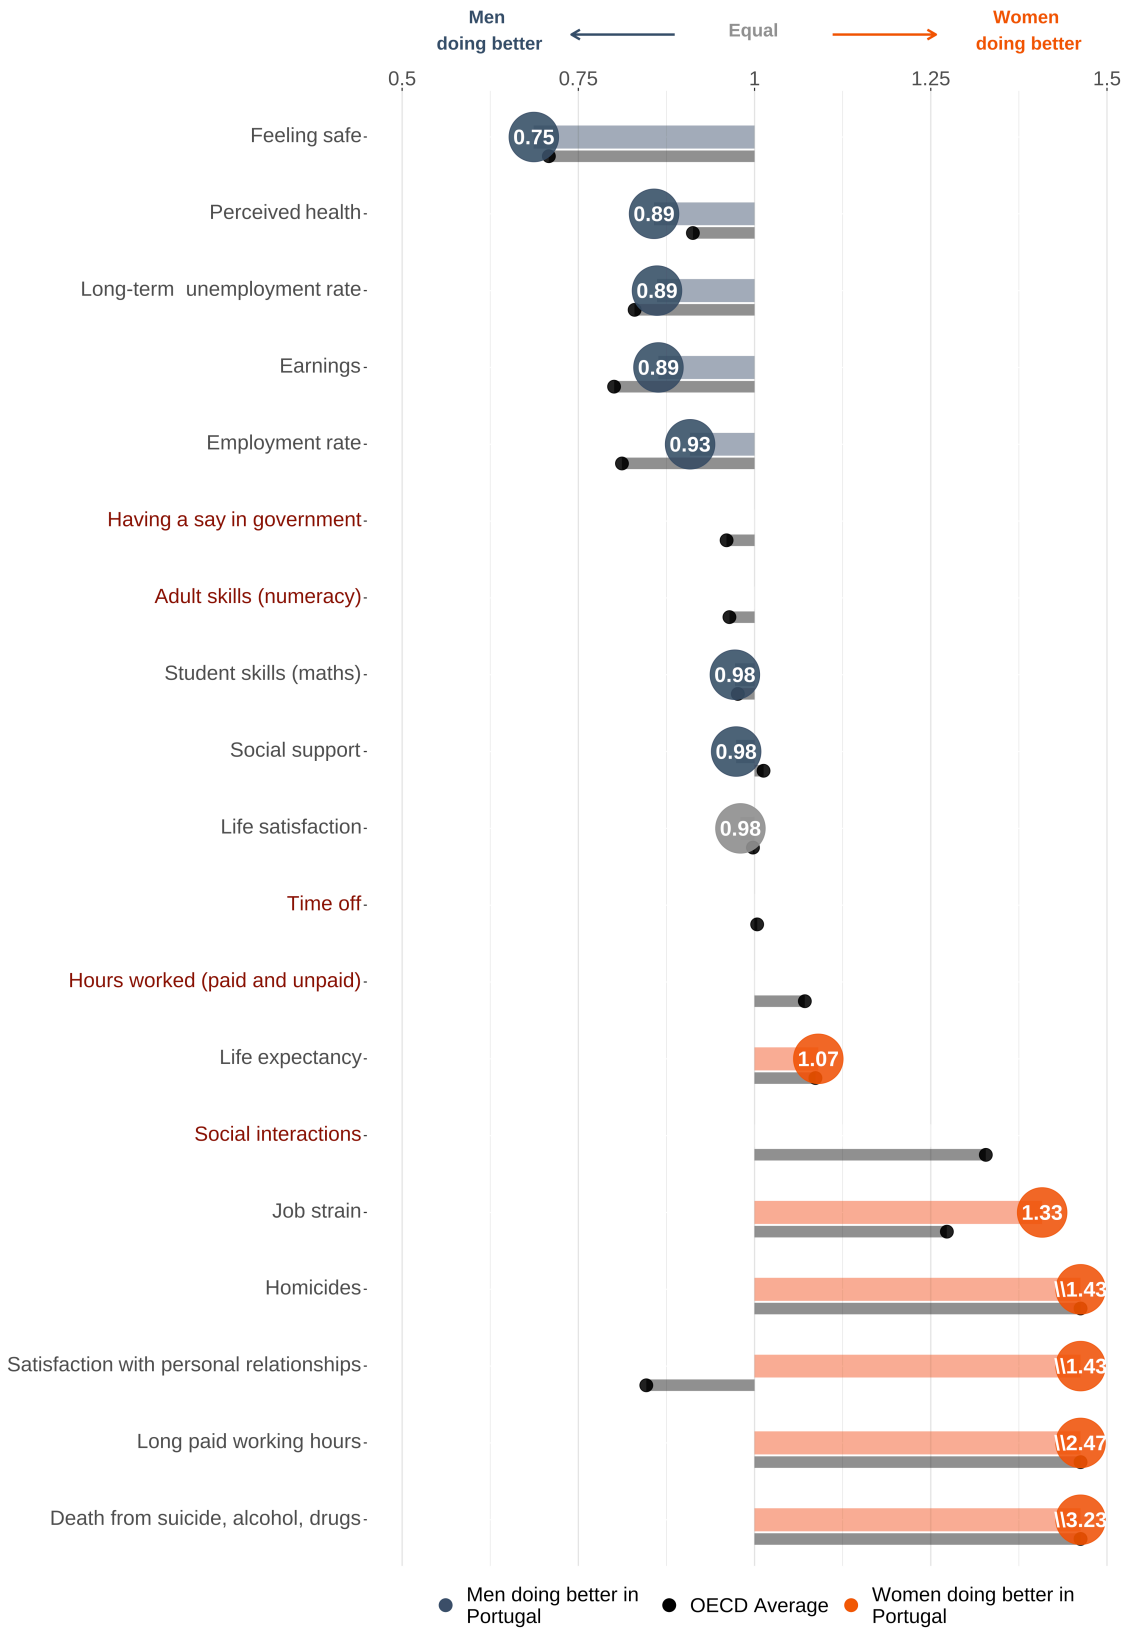 Men
doing better
Equal
Women
doing better
0.5 0.75 1 1.25 1.5
Feeling safe 0.75
Perceived health 0.89
Long-term unemployment rate 0.89
Earnings 0.89
Employment rate 0.93
Having a say in government
Adult skills (numeracy)
Student skills (maths) 0.98
Social support 0.98
Life satisfaction 0.98
Time off
Hours worked (paid and unpaid)
Life expectancy 1.07
Social interactions
Job strain 1.33
Homicides \\1.43
Satisfaction with personal relationships \\1.43
Long paid working hours \\2.47
Death from suicide, alcohol, drugs \\3.23
Men doing better in
Portugal
OECD Average
Women doing better in
Portugal